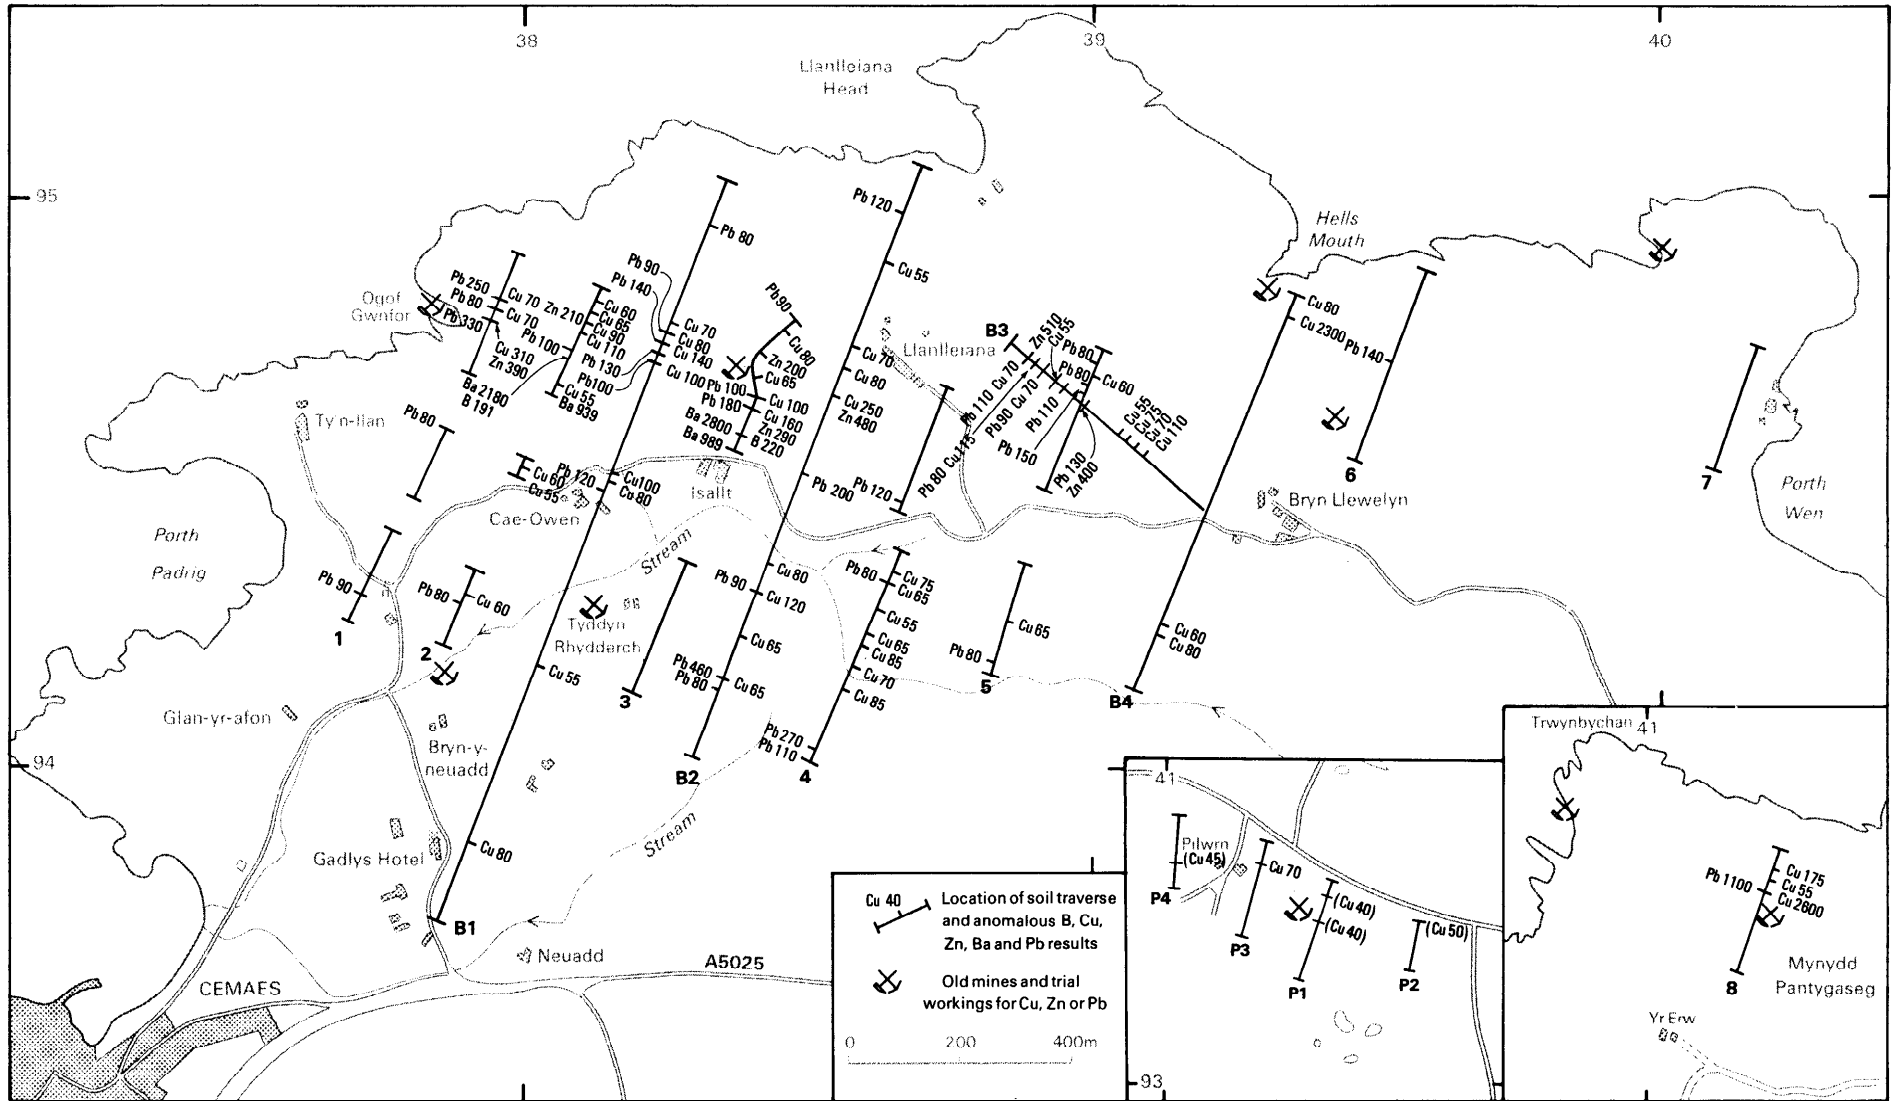 38
39
40
Llanlleiana
Head
95
Hells
Mouth
Pb 120
Pb 80
Cu 55
Pb 90
Pb 140
Pb 250
Pb 80
Pb 330
Cu 70
Cu 70
Cu 310
Zn 390
Ogof
Gwnfor
Zn 210
Cu 60
Cu 65
Cu 90
Cu 110
Pb 100
Pb 130
Pb 100
Cu 55
Ba 939
Ba 2180
B 191
Cu 70
Cu 80
Cu 140
Cu 100
Pb 90
Cu 80
Zn 200
Cu 65
Pb 100
Pb 180
Cu 100
Cu 160
Zn 290
B 220
Ba 2800
Ba 989
Cu 70
Cu 80
Cu 250
Zn 480
Llanlleiana
B3
Zn 510
Cu 55
Pb 80
Pb 80
Cu 60
Pb 110 Cu 70
Pb 90 Cu 70
Pb 110
Pb 150
Pb 80 Cu 115
Pb 130
Zn 400
Cu 55
Cu 75
Cu 70
Cu 110
Cu 80
Cu 2300
Pb 140
6
7
Porth
Wen
Ty'n-llan
Pb 80
Cu 60
Cu 55
Pb 120
Cu 100
Cu 80
Isallt
Cae-Owen
Pb 200
Pb 120
Bryn Llewelyn
Porth
Padrig
Stream
Pb 90
1
Pb 80
Cu 60
2
Tyddyn
Rhydderch
3
Pb 90
Cu 80
Cu 120
Cu 65
Pb 460
Pb 80
Cu 65
B2
Pb 80
Cu 75
Cu 65
Cu 55
Cu 65
Cu 85
Cu 70
Cu 85
Pb 270
Pb 110
4
Cu 65
Pb 80
5
Cu 60
Cu 80
B4
Cu 55
Glan-yr-afon
Bryn-y-
neuadd
94
Stream
Gadlys Hotel
Cu 80
B1
Neuadd
A5025
CEMAES
Cu 40
Location of soil traverse
and anomalous B, Cu,
Zn, Ba and Pb results
Old mines and trial
workings for Cu, Zn or Pb
0
200
400m
41
Pilwrn
(Cu 45)
P4
Cu 70
P3
(Cu 40)
(Cu 40)
P1
(Cu 50)
P2
93
Trwynbychan
41
Cu 175
Cu 55
Cu 2600
Pb 1100
8
Mynydd
Pantygaseg
Yr Erw